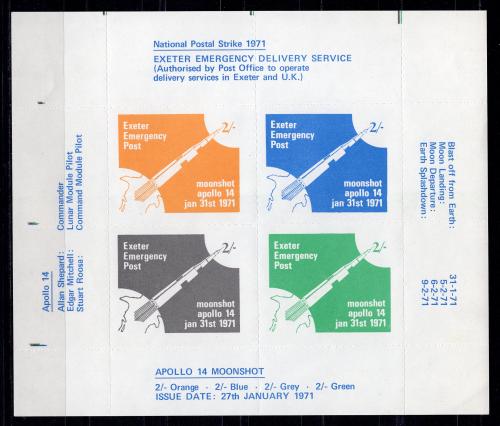 National Postal Strike 1971
EXETER EMERGENCY DELIVERY SERVICE
(Authorised by Post Office to operate
delivery services in Exeter and U.K.)
Exeter
Emergency
Post
2/-
moonshot
apollo 14
jan 31st 1971
Exeter
Emergency
Post
2/-
moonshot
apollo 14
jan 31st 1971
Exeter
Emergency
Post
2/-
moonshot
apollo 14
jan 31st 1971
Exeter
Emergency
Post
2/-
moonshot
apollo 14
jan 31st 1971
Apollo 14
Allan Shepard: Commander
Edgar Mitchell: Lunar Module Pilot
Stuart Roosa: Command Module Pilot
Blast off from Earth: 31-1-71
Moon Landing: 5-2-71
Moon Departure: 6-2-71
Earth Splashdown: 9-2-71
APOLLO 14 MOONSHOT
2/- Orange · 2/- Blue · 2/- Grey · 2/- Green
ISSUE DATE: 27th JANUARY 1971